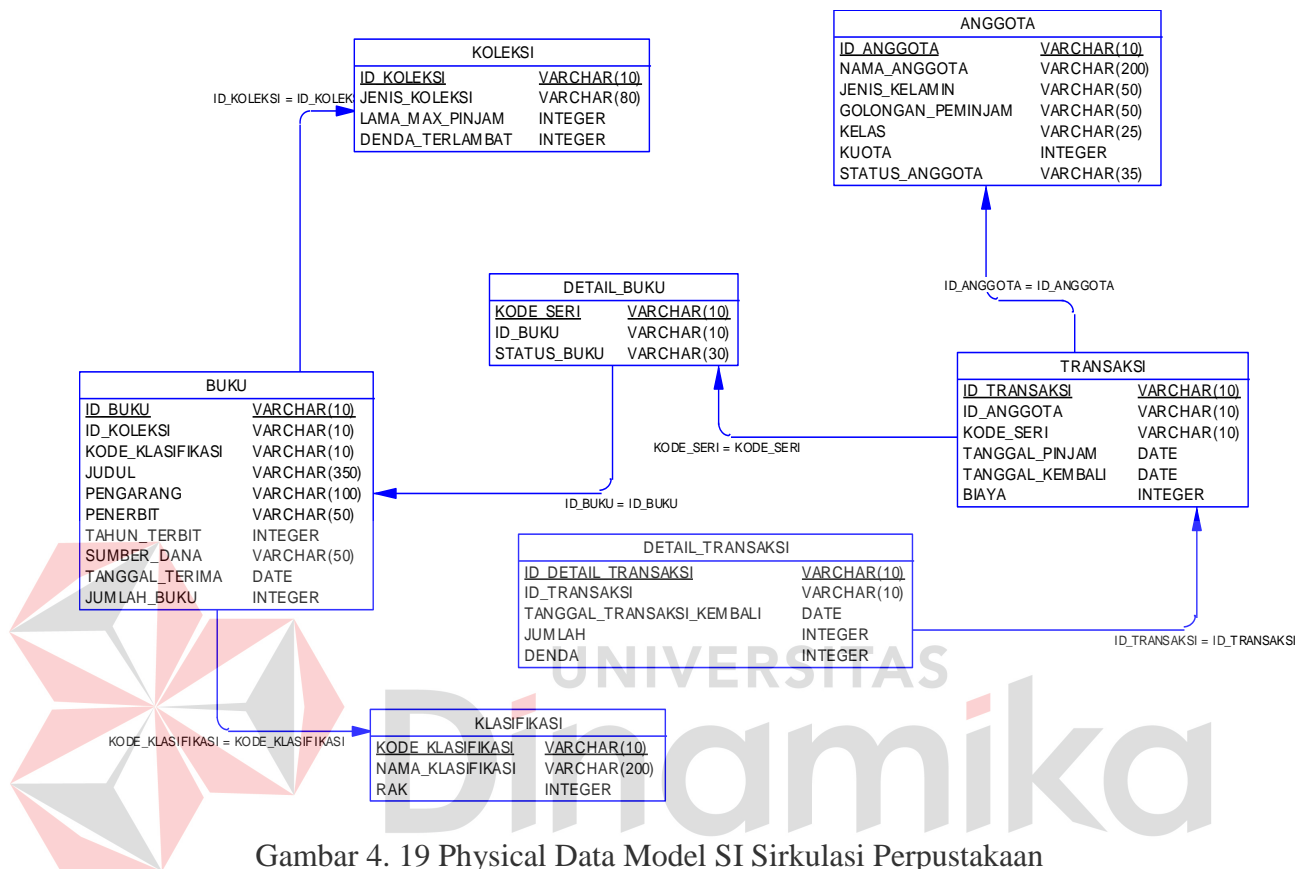 KOLEKSI
ID_KOLEKSI VARCHAR(10)
JENIS_KOLEKSI VARCHAR(80)
LAMA_MAX_PINJAM INTEGER
DENDA_TERLAMBAT INTEGER
ANGGOTA
ID_ANGGOTA VARCHAR(10)
NAMA_ANGGOTA VARCHAR(200)
JENIS_KELAMIN VARCHAR(50)
GOLONGAN_PEMINJAM VARCHAR(50)
KELAS VARCHAR(25)
KUOTA INTEGER
STATUS_ANGGOTA VARCHAR(35)
ID_KOLEKSI = ID_KOLEKS
ID_ANGGOTA = ID_ANGGOTA
DETAIL_BUKU
KODE_SERI VARCHAR(10)
ID_BUKU VARCHAR(10)
STATUS_BUKU VARCHAR(30)
TRANSAKSI
ID_TRANSAKSI VARCHAR(10)
ID_ANGGOTA VARCHAR(10)
KODE_SERI VARCHAR(10)
TANGGAL_PINJAM DATE
TANGGAL_KEMBALI DATE
BIAYA INTEGER
BUKU
ID_BUKU VARCHAR(10)
ID_KOLEKSI VARCHAR(10)
KODE_KLASIFIKASI VARCHAR(10)
JUDUL VARCHAR(350)
PENGARANG VARCHAR(100)
PENERBIT VARCHAR(50)
TAHUN_TERBIT INTEGER
SUMBER_DANA VARCHAR(50)
TANGGAL_TERIMA DATE
JUMLAH_BUKU INTEGER
KODE_SERI = KODE_SERI
ID_BUKU = ID_BUKU
DETAIL_TRANSAKSI
ID_DETAIL_TRANSAKSI VARCHAR(10)
ID_TRANSAKSI VARCHAR(10)
TANGGAL_TRANSAKSI_KEMBALI DATE
JUMLAH INTEGER
DENDA INTEGER
ID_TRANSAKSI = ID_TRANSAKSI
UNIVERSITAS
Dinamika
KLASIFIKASI
KODE_KLASIFIKASI VARCHAR(10)
NAMA_KLASIFIKASI VARCHAR(200)
RAK INTEGER
KODE_KLASIFIKASI = KODE_KLASIFIKASI
Gambar 4. 19 Physical Data Model SI Sirkulasi Perpustakaan